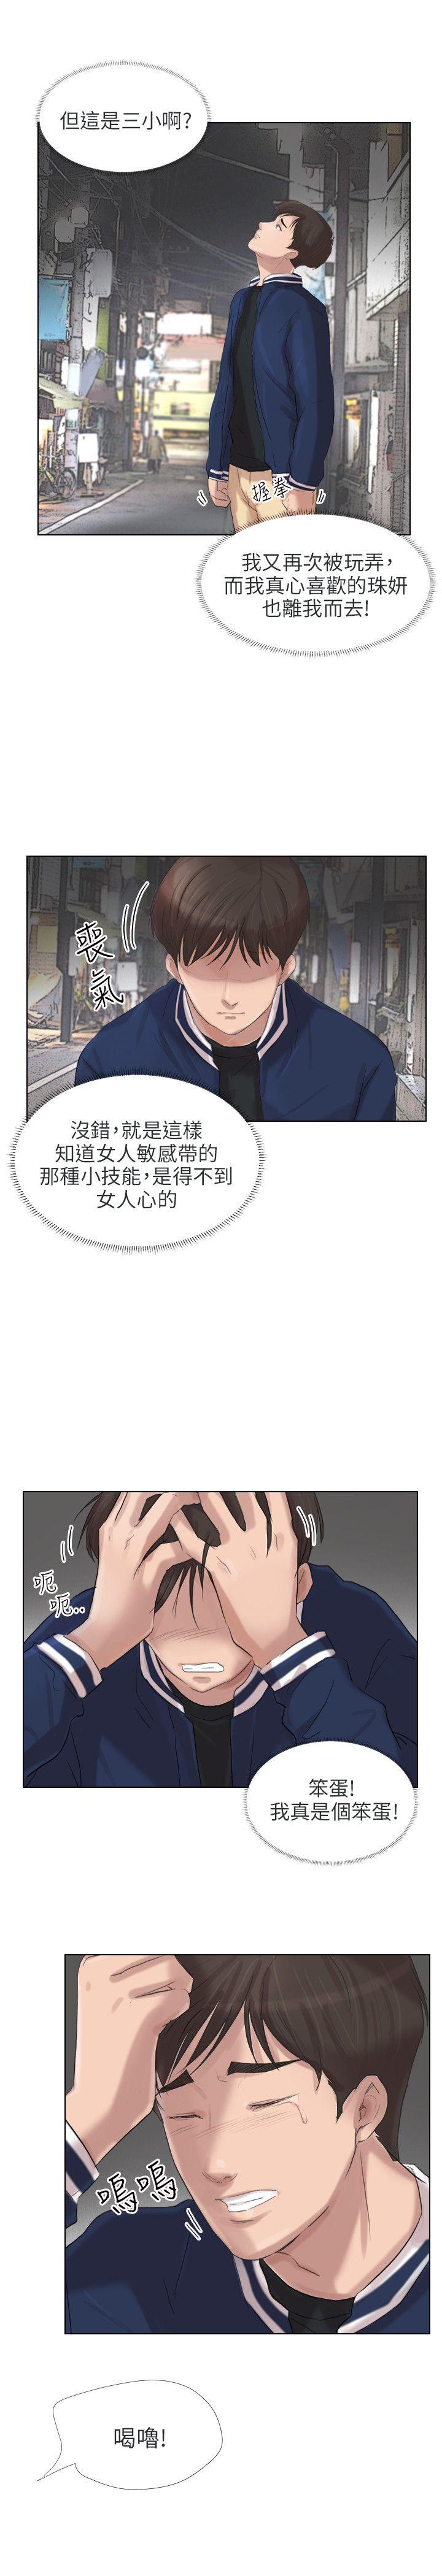 但這是三小啊?
握拳
我又再次被玩弄,
而我真心喜歡的珠妍
也離我而去!
喪氣
沒錯,就是這樣
知道女人敏感帶的
那種小技能,是得不到
女人心的
呃
呃..
笨蛋!
我真是個笨蛋!
嗚嗚
喝嚕!